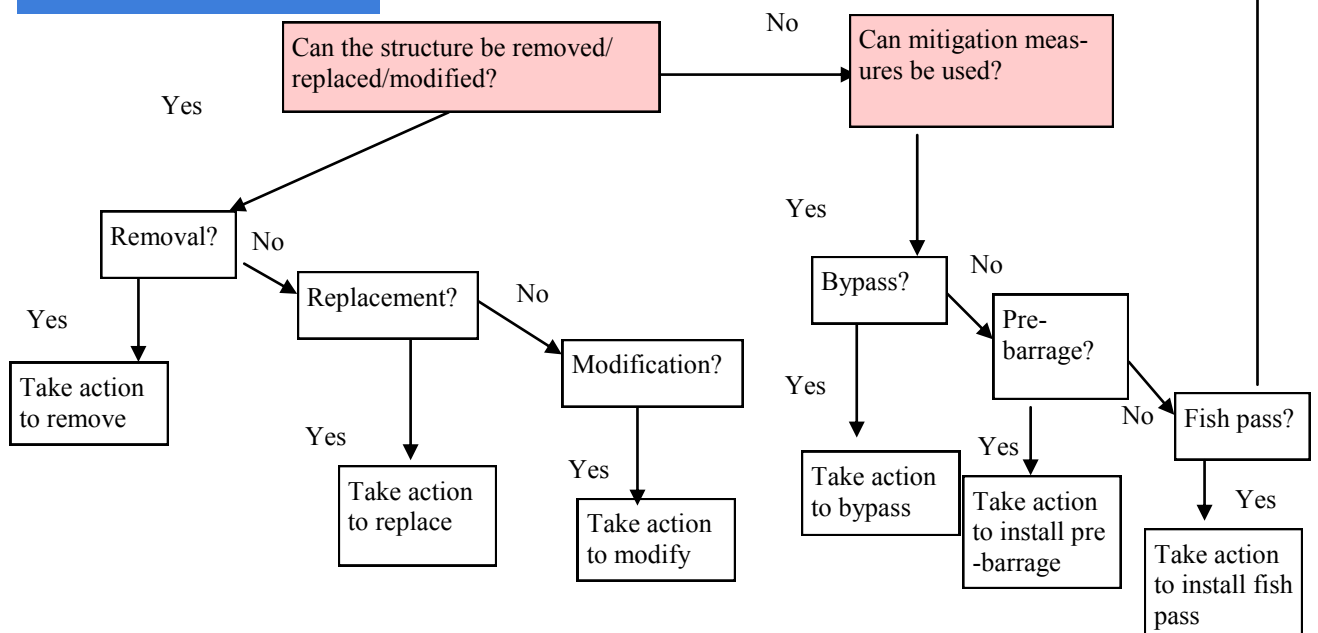 No
Can the structure be removed/
replaced/modified?
Can mitigation meas-
ures be used?
Yes
Yes
Removal?
No
Bypass?
No
Replacement?
No
Pre-
barrage?
Yes
Modification?
Take action
to remove
Yes
No
Fish pass?
Yes
Yes
Yes
Take action
to replace
Take action
to bypass
Take action
to install pre
-barrage
Yes
Take action
to modify
Take action
to install fish
pass